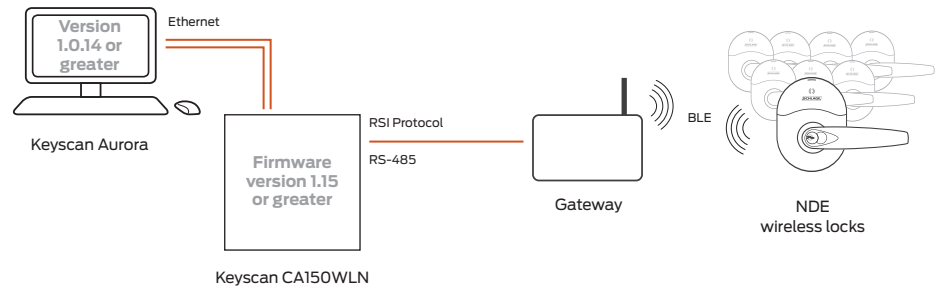 Version
1.0.14 or
greater
Ethernet
Keyscan Aurora
Firmware
version 1.15
or greater
RSI Protocol
RS-485
Keyscan CA150WLN
Gateway
BLE
SCHLAGE
NDE
wireless locks